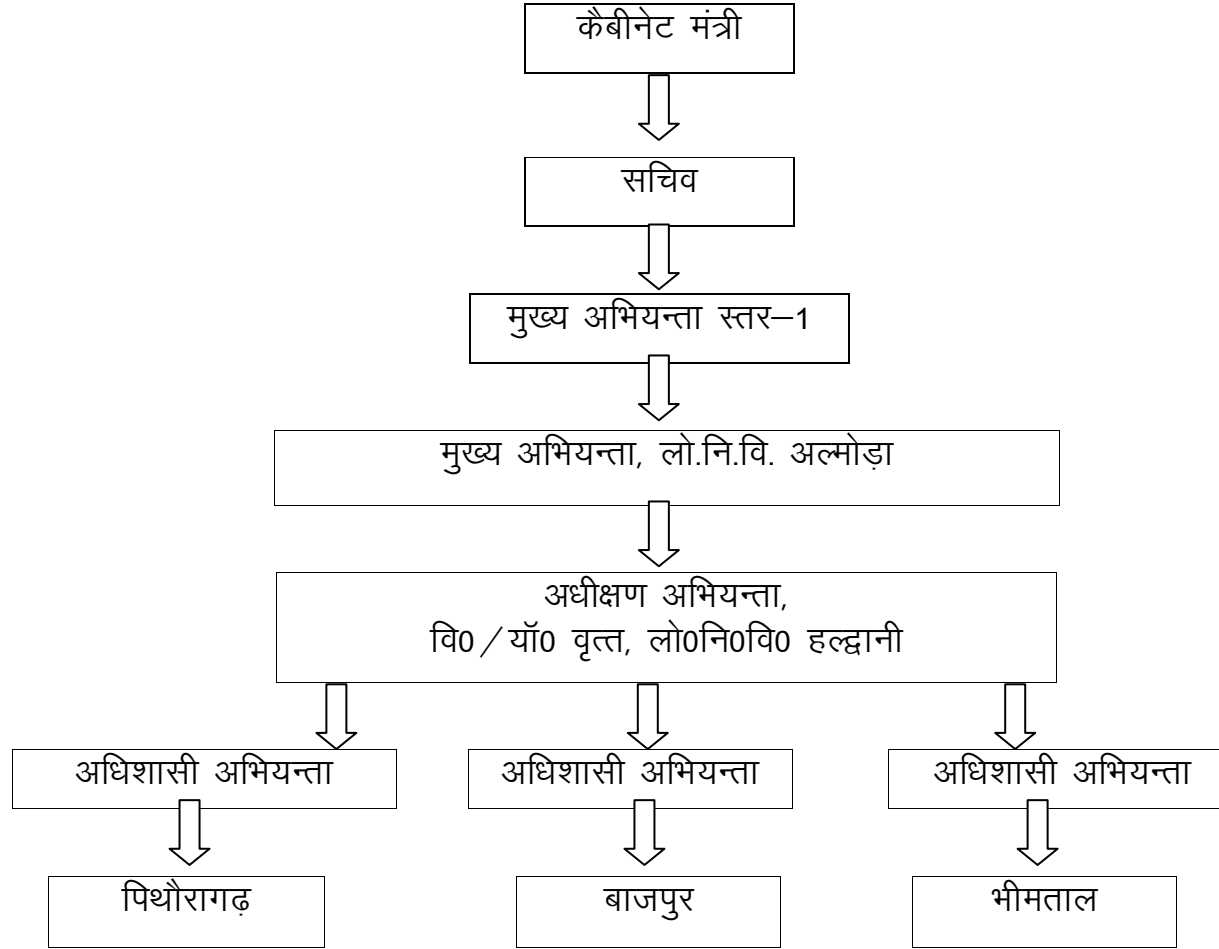 कैबीनेट मंत्री
सचिव
मुख्य अभियन्ता स्तर–1
मुख्य अभियन्ता, लो.नि.वि. अल्मोड़ा
अधीक्षण अभियन्ता,
वि0/यॉ0 वृत्त, लो0नि0वि0 हल्द्वानी
अधिशासी अभियन्ता
अधिशासी अभियन्ता
अधिशासी अभियन्ता
पिथौरागढ़
बाजपुर
भीमताल